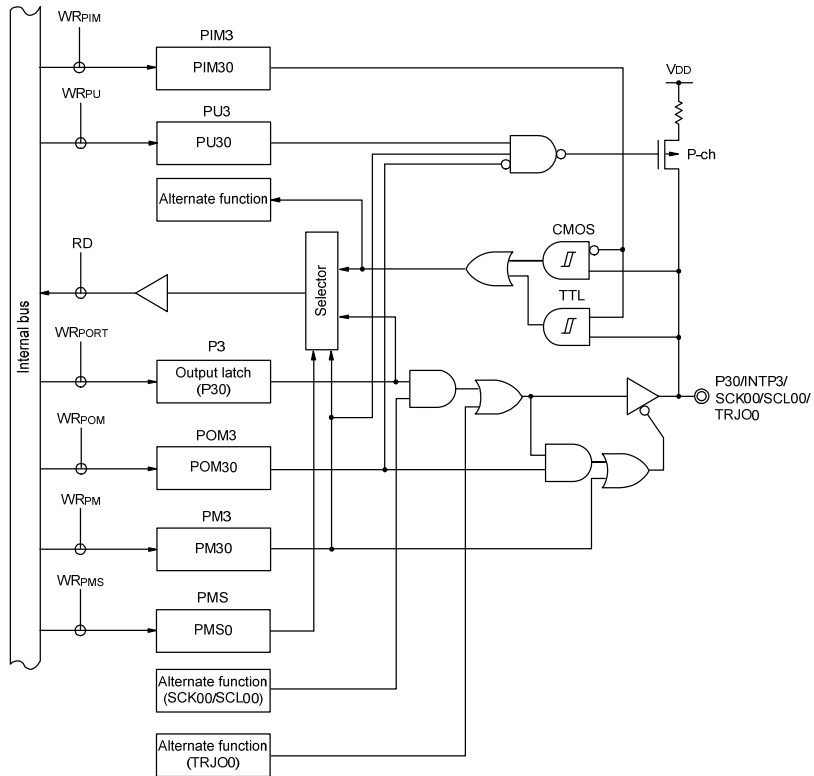 WRPIM
PIM3
PIM30
VDD
WRPU
PU3
PU30
P-ch
Alternate function
CMOS
RD
Selector
TTL
Internal bus
WRPORT
P3
Output latch
(P30)
P30/INTP3/
SCK00/SCL00/
TRJO0
WRPOM
POM3
POM30
WRPM
PM3
PM30
WRPMS
PMS
PMS0
Alternate function
(SCK00/SCL00)
Alternate function
(TRJO0)